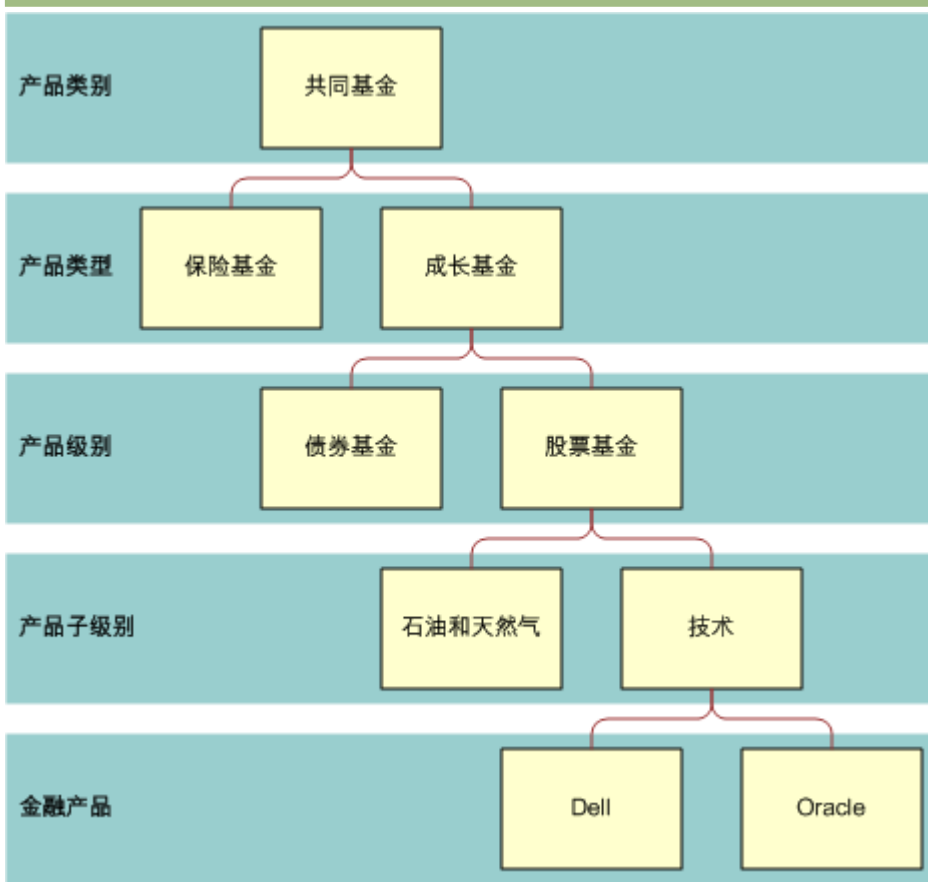 产品类别
共同基金
产品类型
保险基金
成长基金
产品级别
债券基金
股票基金
产品子级别
石油和天然气
技术
金融产品
Dell
Oracle